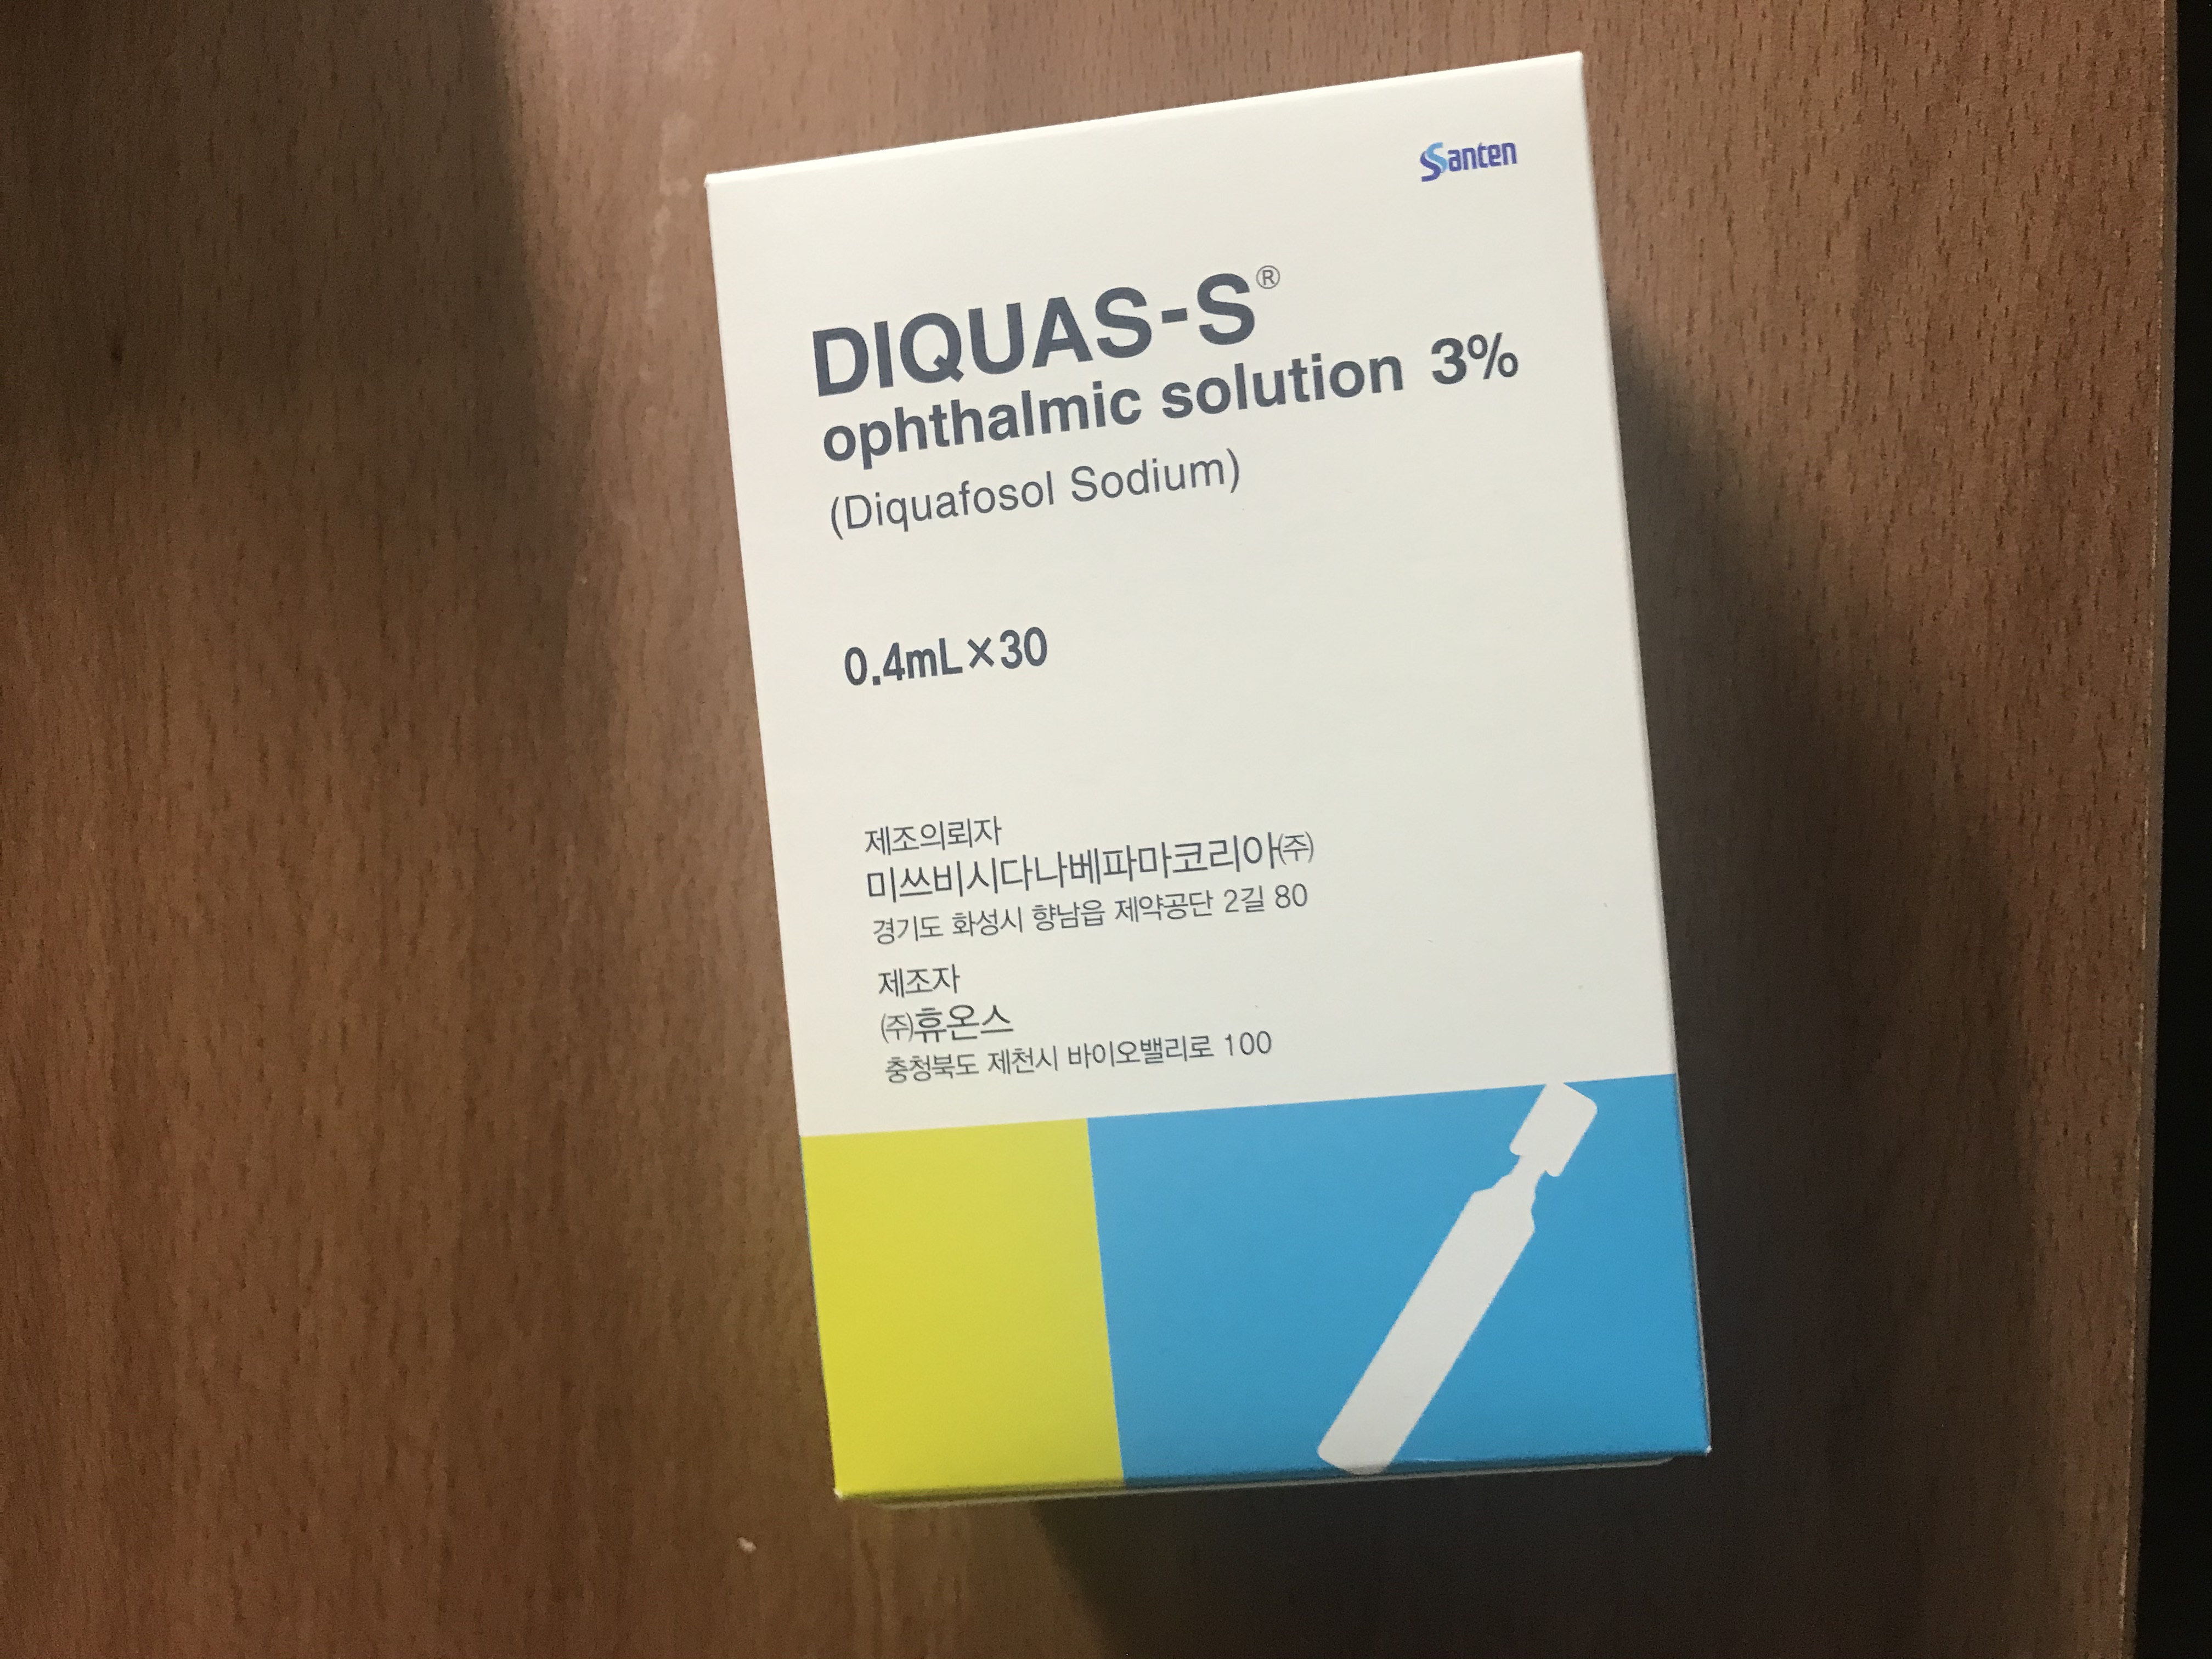 Santen
DIQUAS-S®
ophthalmic solution 3%
(Diquafosol Sodium)
0.4mL×30
제조의뢰자
미쓰비시다나베파마코리아(주)
경기도 화성시 향남읍 제약공단 2길 80
제조자
(주)휴온스
충청북도 제천시 바이오밸리로 100